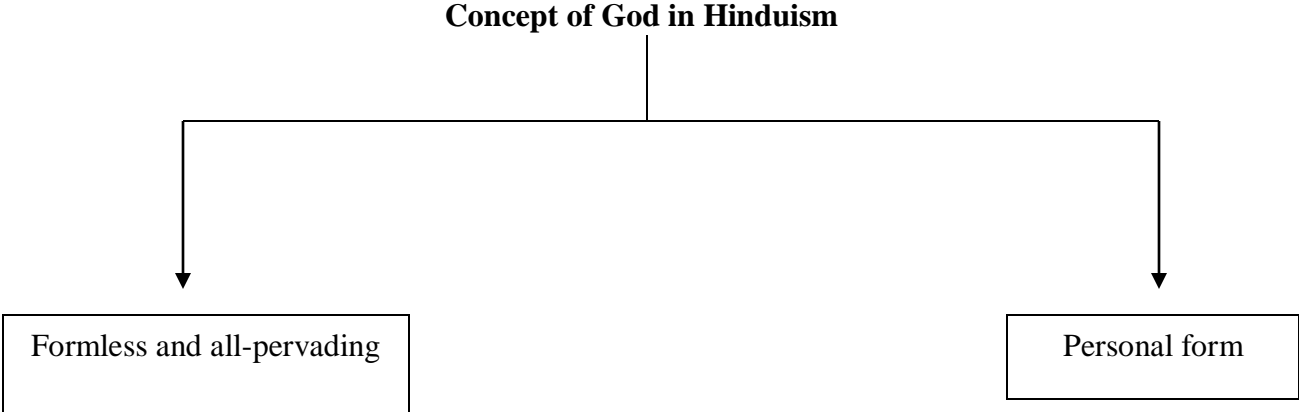 Concept of God in Hinduism
Formless and all-pervading
Personal form